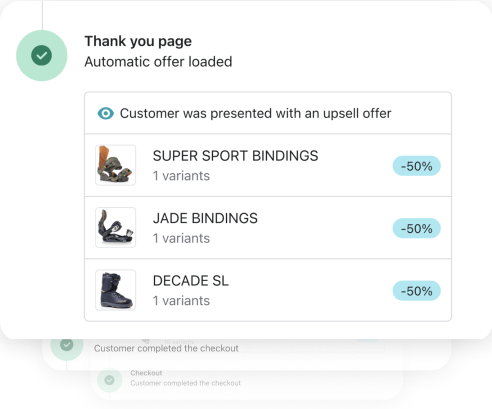 Thank you page
Automatic offer loaded
Customer was presented with an upsell offer
SUPER SPORT BINDINGS
1 variants
-50%
JADE BINDINGS
1 variants
-50%
DECADE SL
1 variants
-50%
Customer completed the checkout
Checkout
Customer completed the checkout